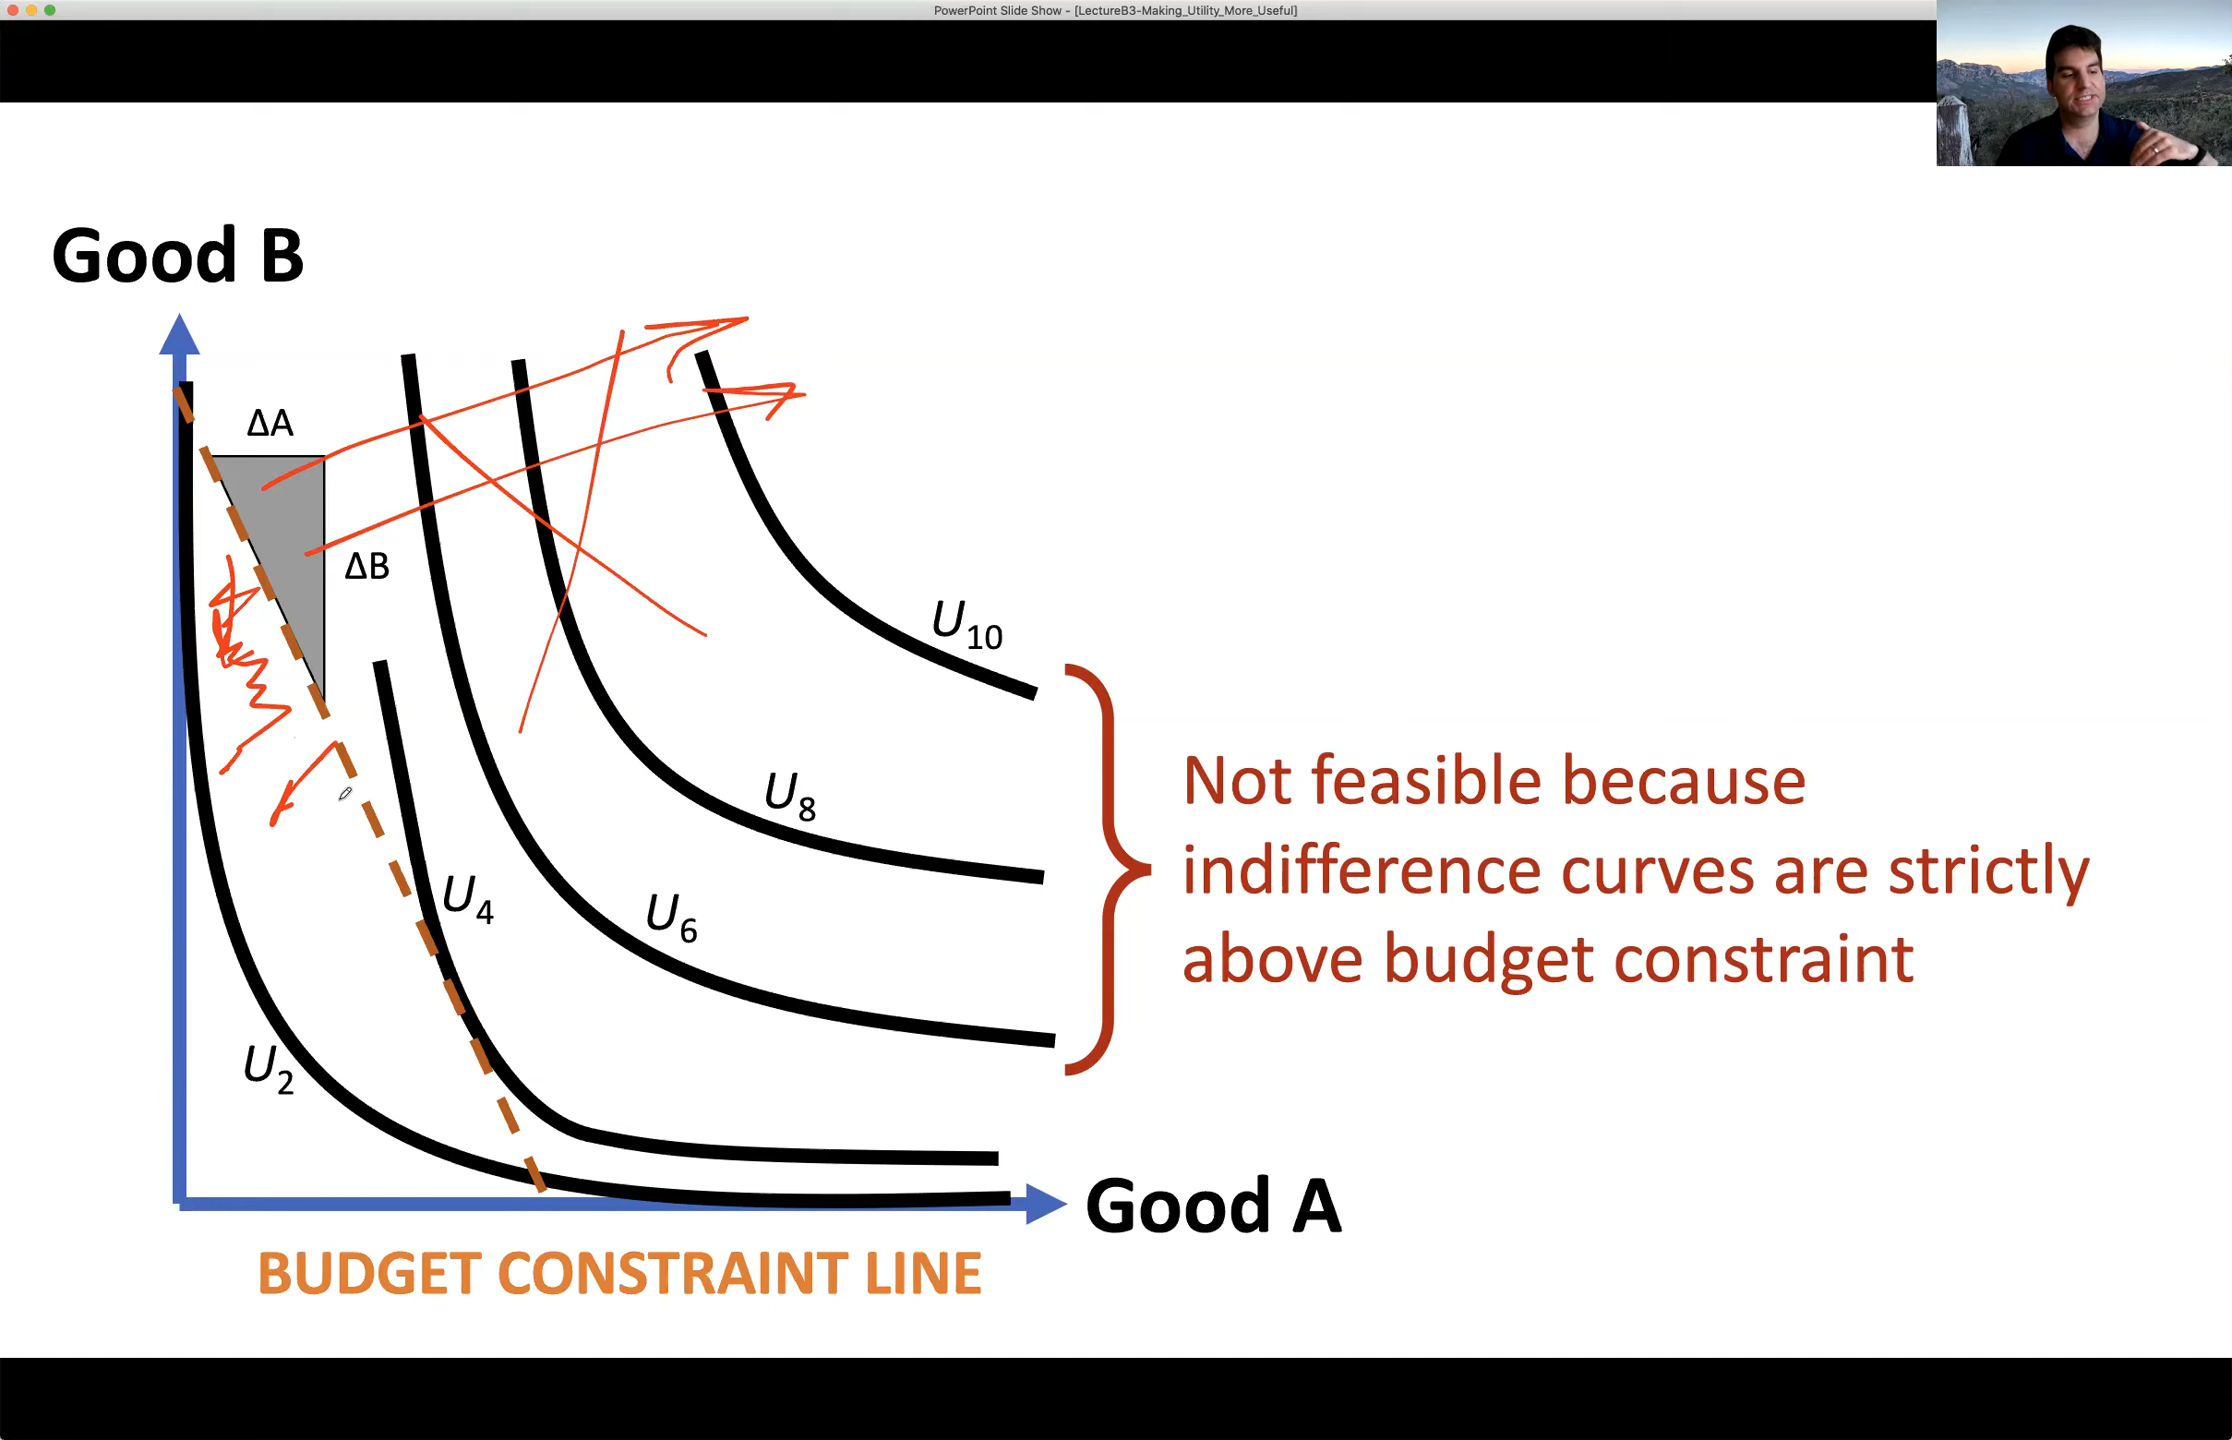 PowerPoint Slide Show - [LectureB3-Making_Utility_More_Useful]
Good B
ΔA
ΔB
U10
U8
U4
U6
U2
Not feasible because
indifference curves are strictly
above budget constraint
Good A
BUDGET CONSTRAINT LINE